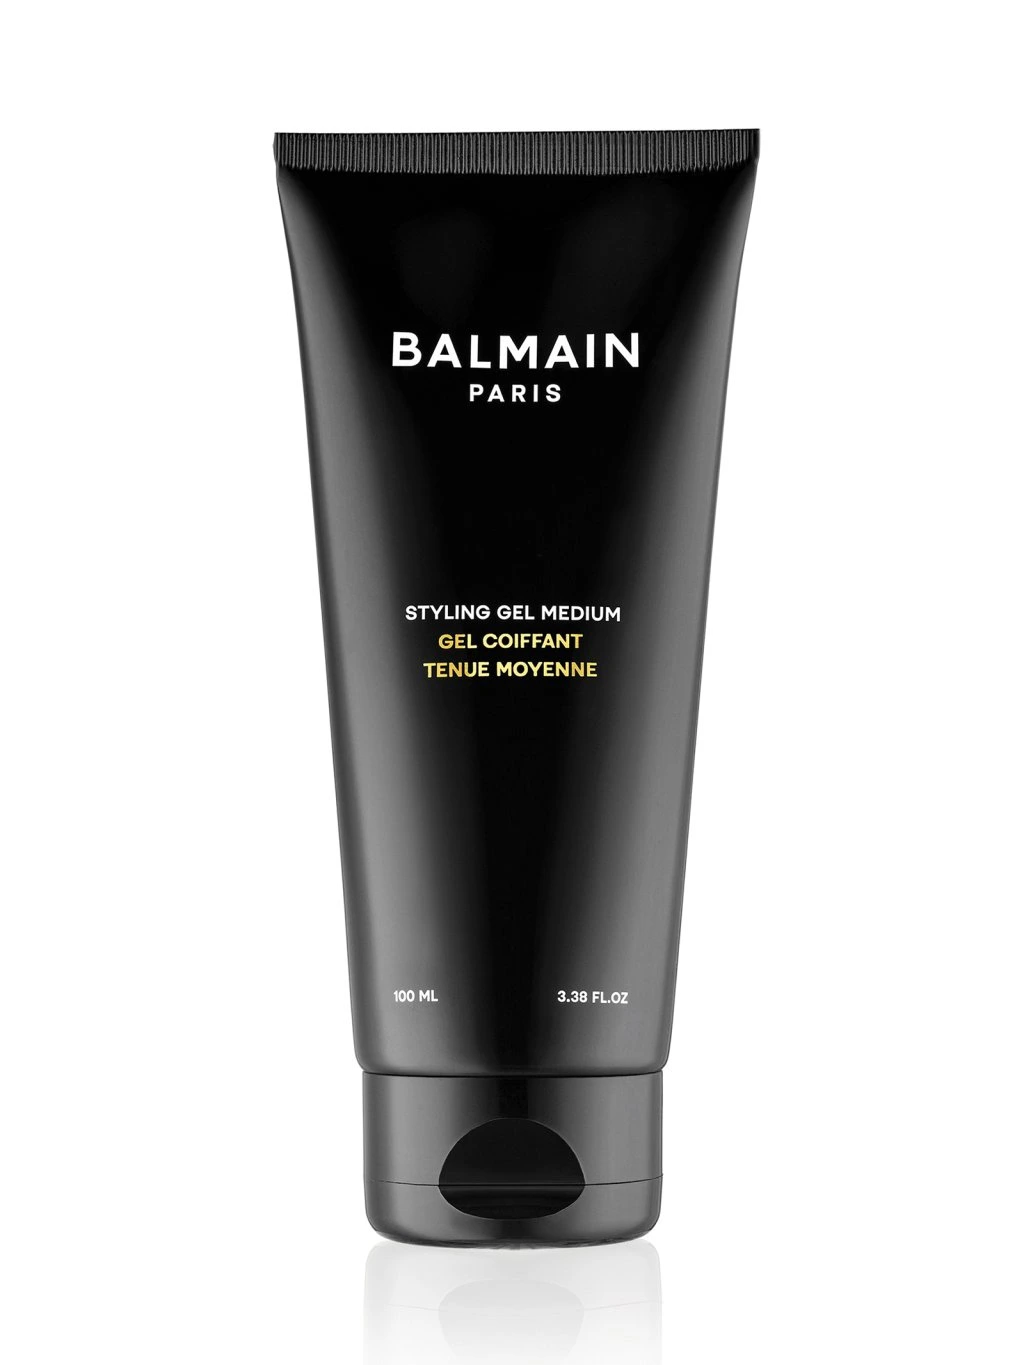 BALMAIN
PARIS
STYLING GEL MEDIUM
GEL COIFFANT
TENUE MOYENNE
100 ML 3.38 FL.OZ